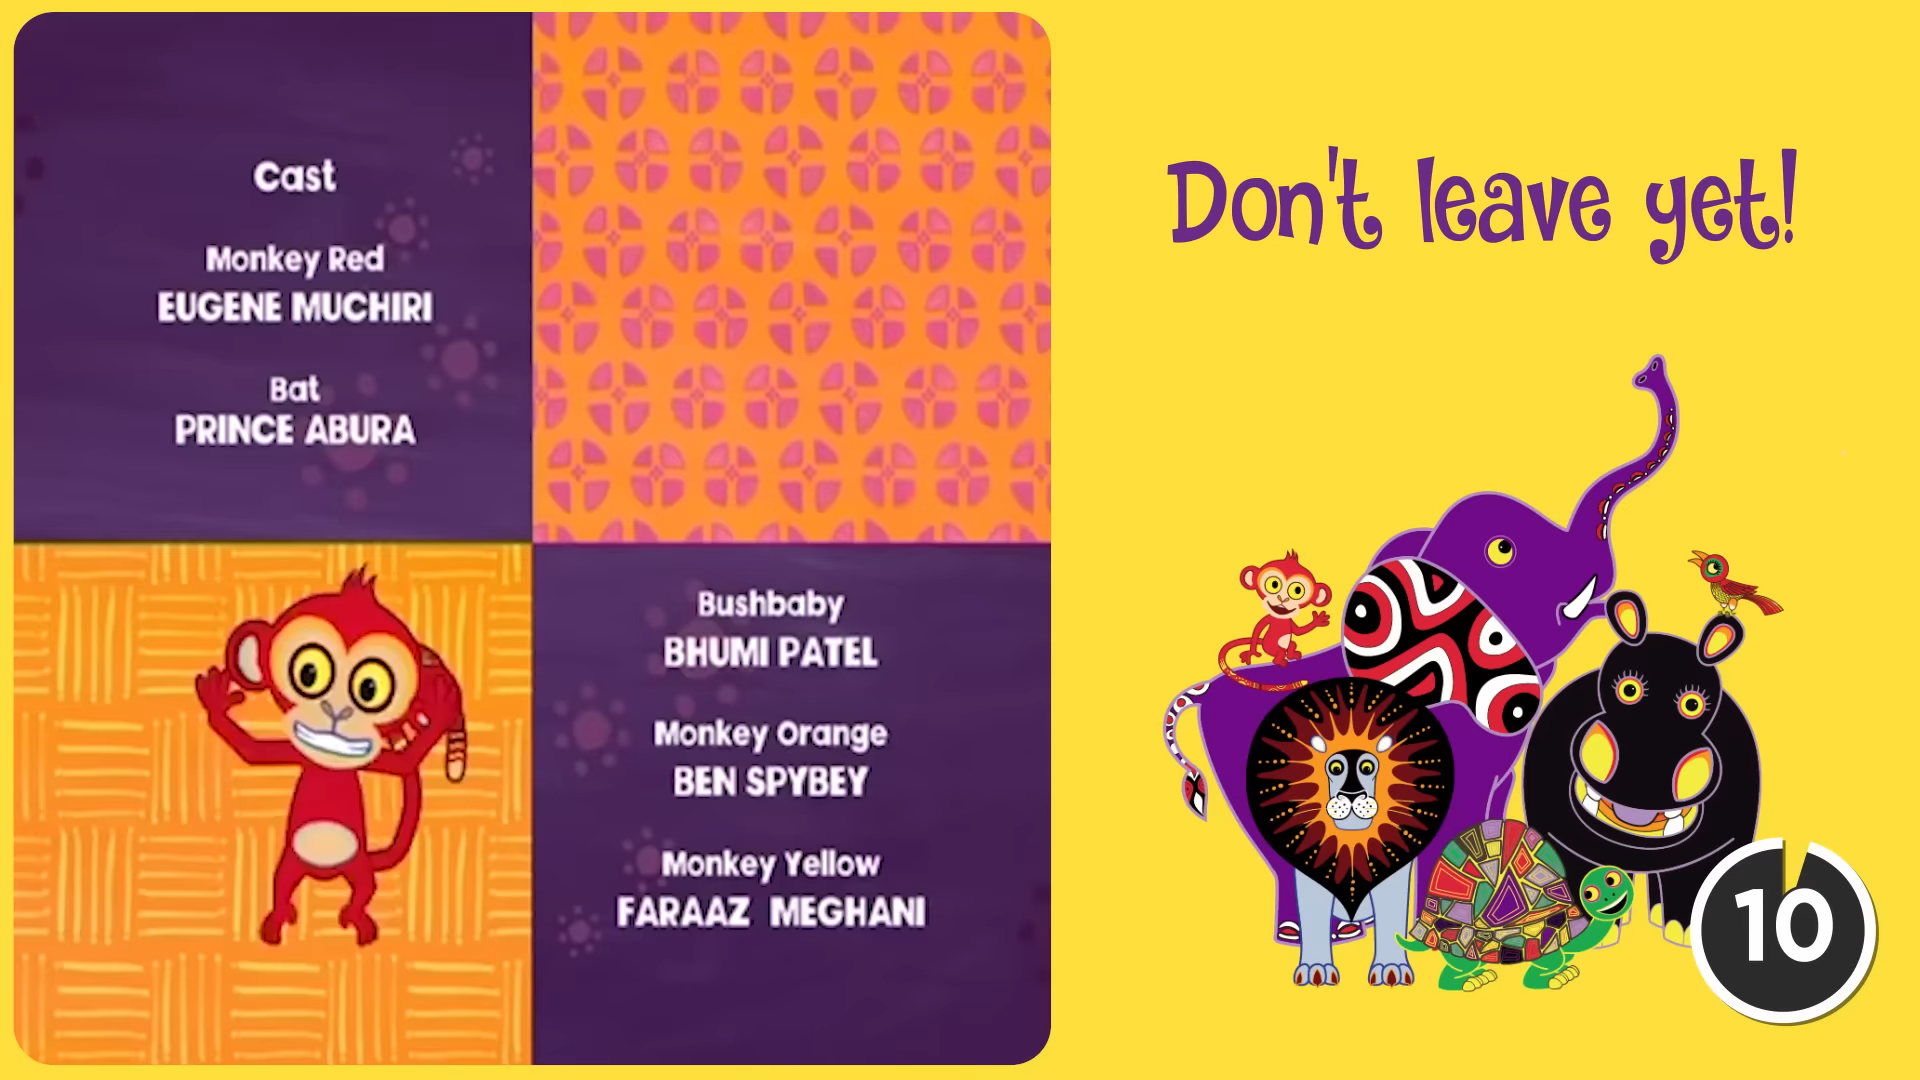 Cast
Monkey Red
EUGENE MUCHIRI
Bat
PRINCE ABURA
Bushbaby
BHUMI PATEL
Monkey Orange
BEN SPYBEY
Monkey Yellow
FARAAZ MEGHANI
Don't leave yet!
10